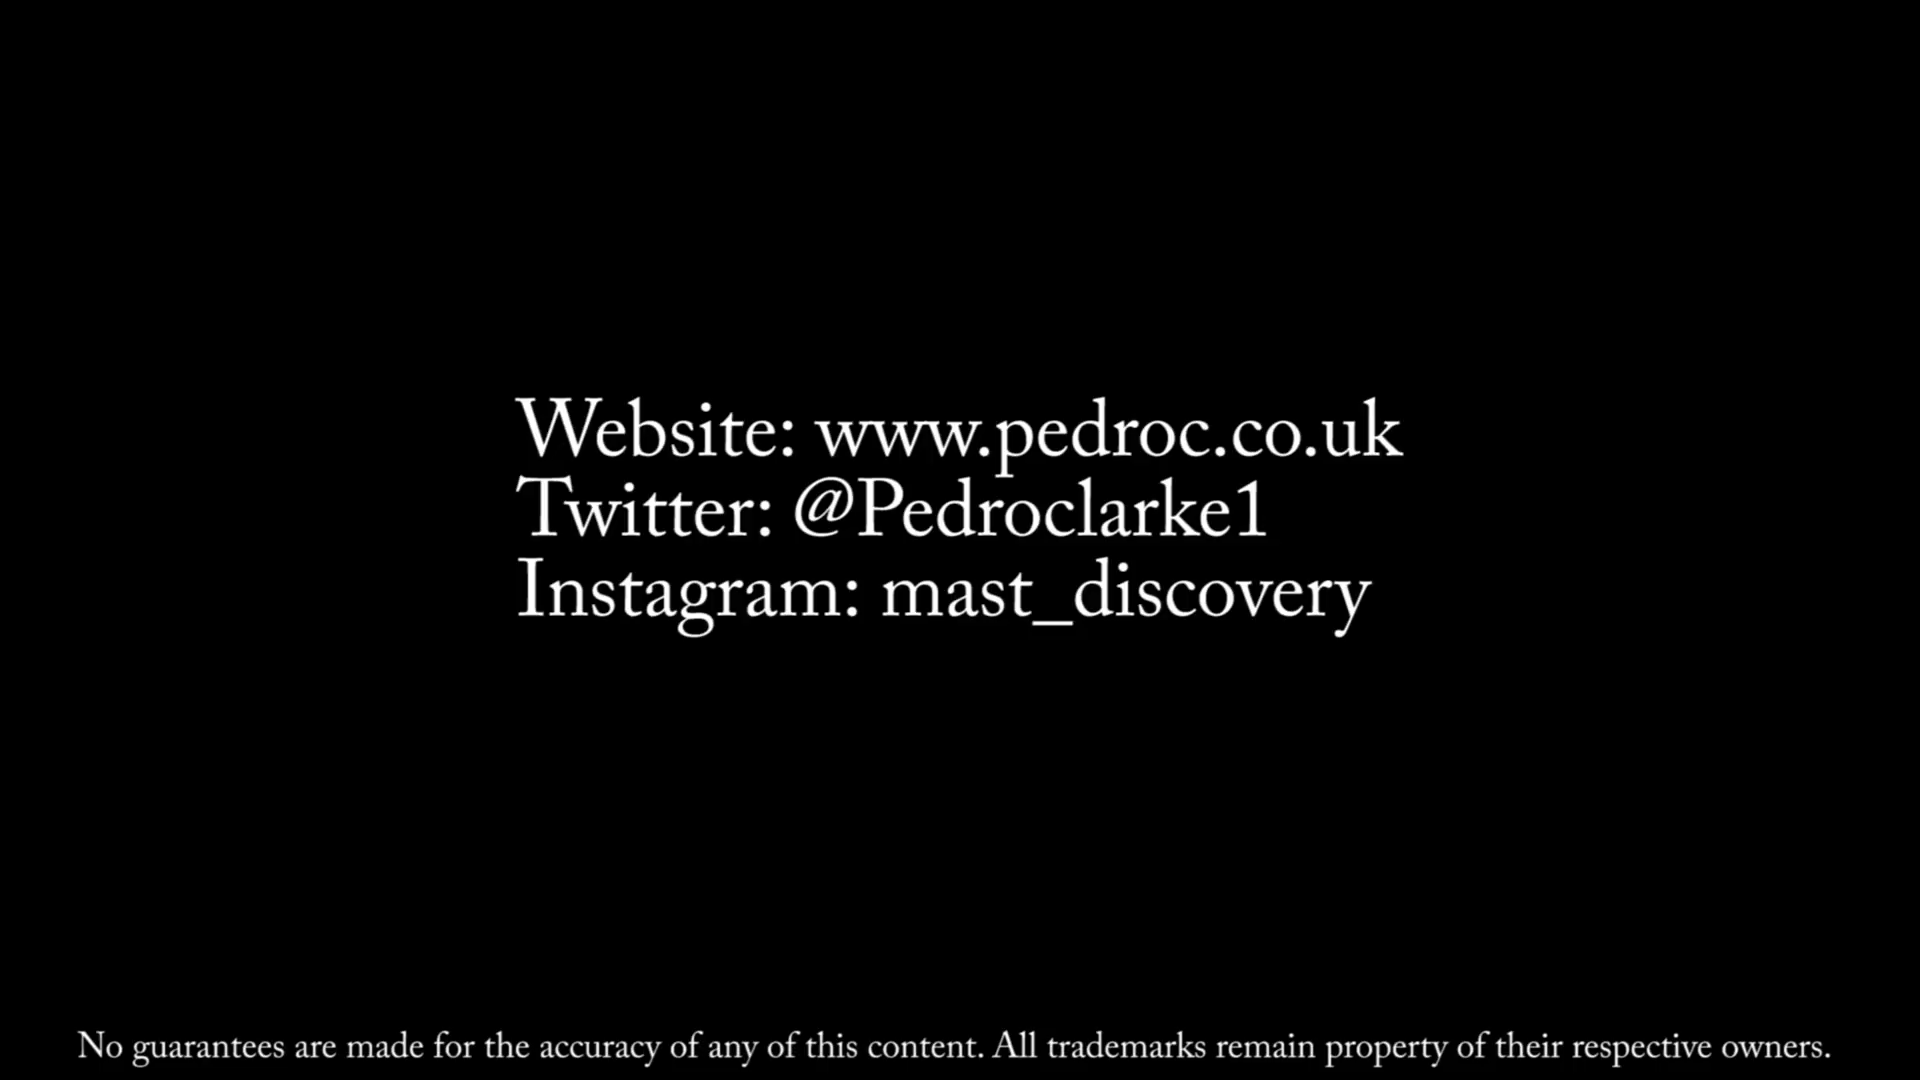 Website: www.pedroc.co.uk
Twitter: @Pedroclarke1
Instagram: mast_discovery
No guarantees are made for the accuracy of any of this content. All trademarks remain property of their respective owners.